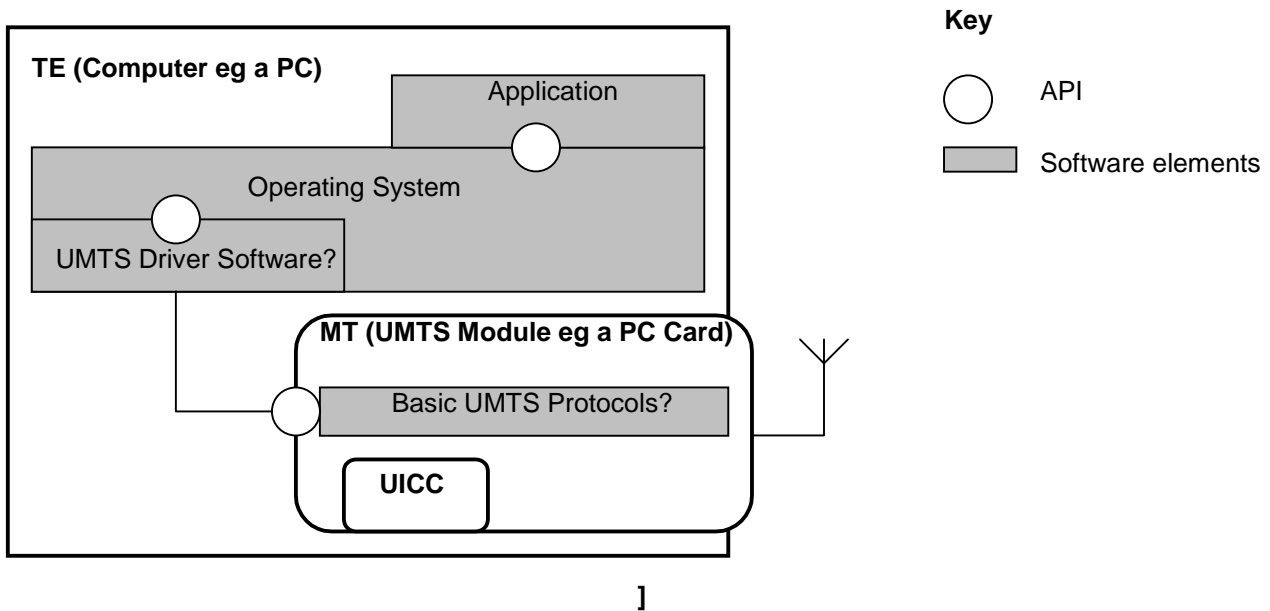 Key
TE (Computer eg a PC)
Application
API
Software elements
Operating System
UMTS Driver Software?
MT (UMTS Module eg a PC Card)
Basic UMTS Protocols?
UICC
]